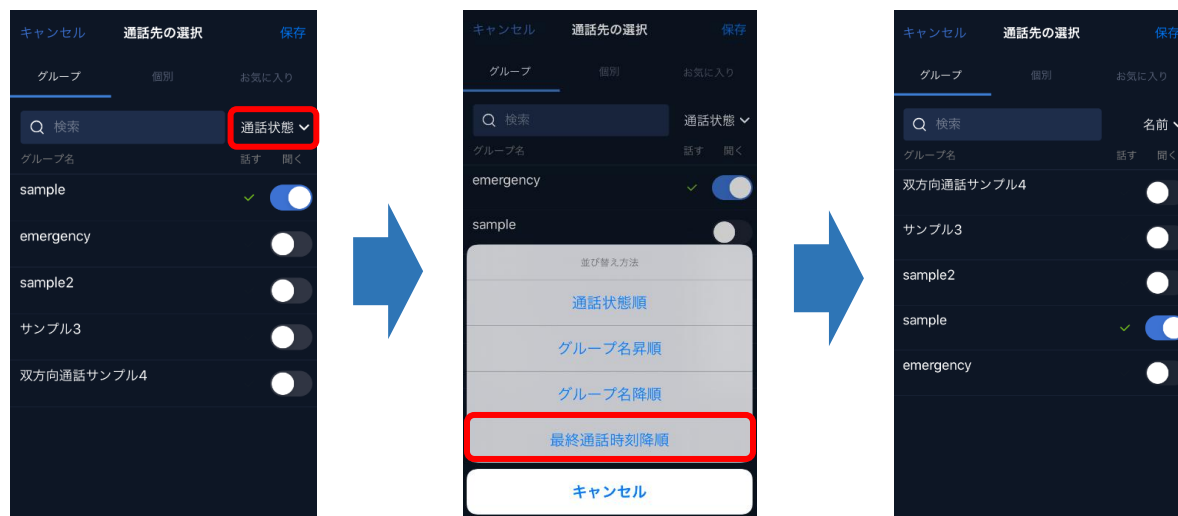 キャンセル 通話先の選択 保存
グループ 個別 お気に入り
検索 通話状態
グループ名 話す 聞く
sample
emergency
sample2
サンプル3
双方向通話サンプル4
キャンセル 通話先の選択 保存
グループ 個別 お気に入り
検索 通話状態
グループ名 話す 聞く
emergency
sample
並び替え方法
通話状態順
グループ名昇順
グループ名降順
最終通話時刻降順
キャンセル
キャンセル 通話先の選択 保存
グループ 個別 お気に入り
検索 名前
グループ名 話す 聞く
双方向通話サンプル4
サンプル3
sample2
sample
emergency